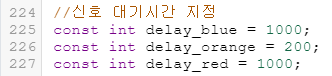 224 //신호 대기시간 지정
225 const int delay_blue = 1000;
226 const int delay_orange = 200;
227 const int delay_red = 1000;